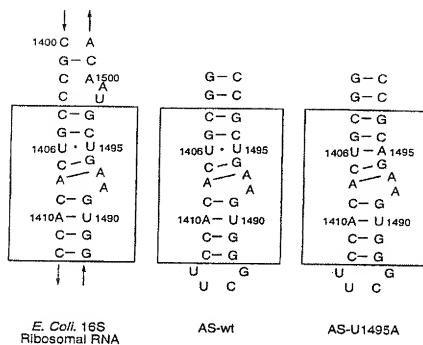 1400 C A
G C
C A 1500
A
C U
G – C G – C
G – C G – C
C – G C – G C – G
G – C G – C G – C
1406 U · U 1495 1406 U · U 1495 1406 U – A 1495
C G A C G A C G A
A A A A A A
C – G C – G C – G
1410 A – U 1490 1410 A – U 1490 1410 A – U 1490
C – G C – G C – G
C – G C – G C – G
U G U G
U C U C
E. Coli. 16S
Ribosomal RNA
AS-wt
AS-U1495A